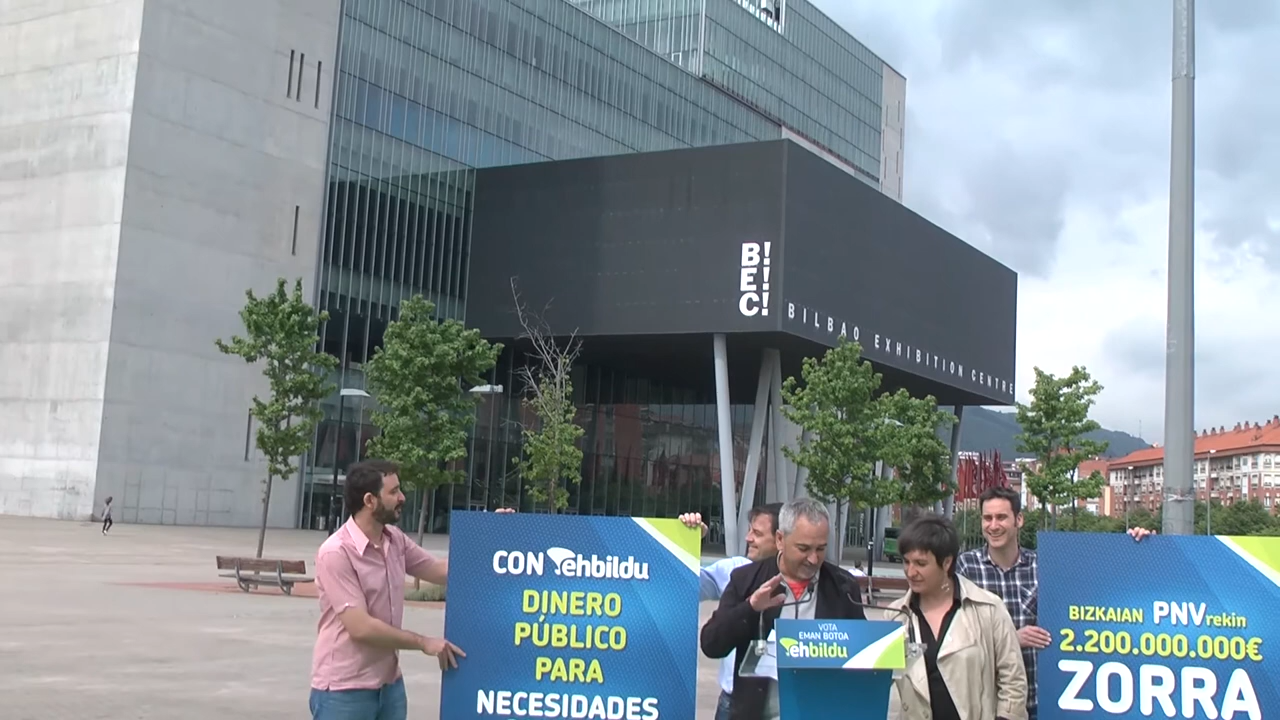 B!
E!
C!
BILBAO EXHIBITION CENTRE
CON ehbildu
DINERO
PÚBLICO
PARA
NECESIDADES
VOTA
EMAN BOTOA
ehbildu
BIZKAIAN PNVrekin
2.200.000.000€
ZORRA